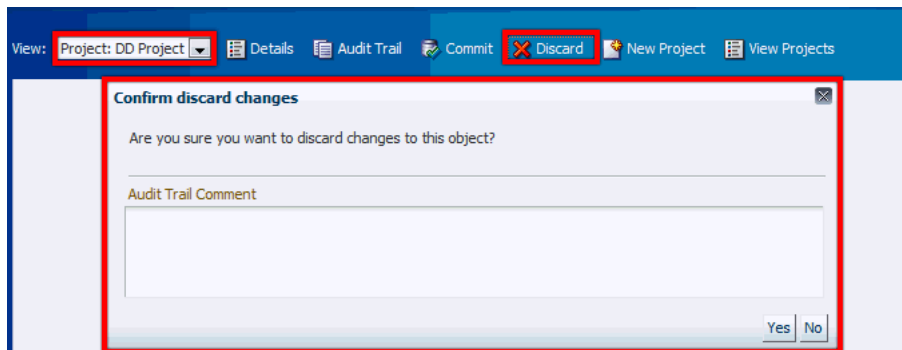 View: Project: DD Project Details Audit Trail Commit Discard New Project View Projects
Confirm discard changes
Are you sure you want to discard changes to this object?
Audit Trail Comment
Yes No